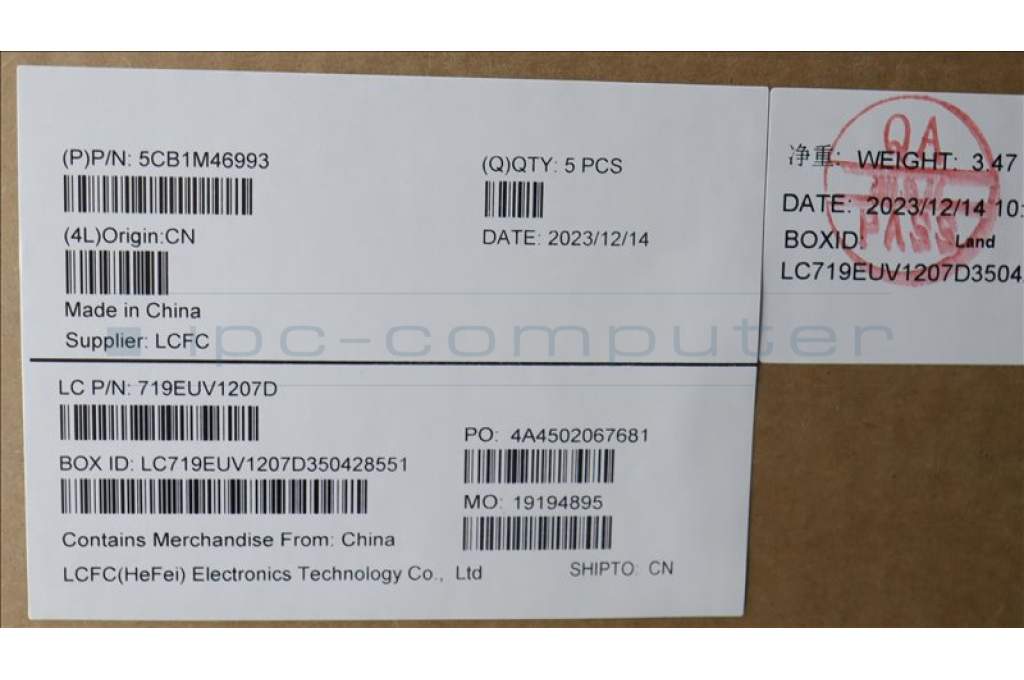 (P)P/N: 5CB1M46993
(Q)QTY: 5 PCS
(4L)Origin:CN
DATE: 2023/12/14
Made in China
Supplier: LCFC
LC P/N: 719EUV1207D
PO: 4A4502067681
BOX ID: LC719EUV1207D350428551
MO: 19194895
Contains Merchandise From: China
LCFC(HeFei) Electronics Technology Co., Ltd
SHIPTO: CN
净重: WEIGHT: 3.47
DATE: 2023/12/14 10:
BOXID: Land
LC719EUV1207D3504
QA
PASS
ipc-computer